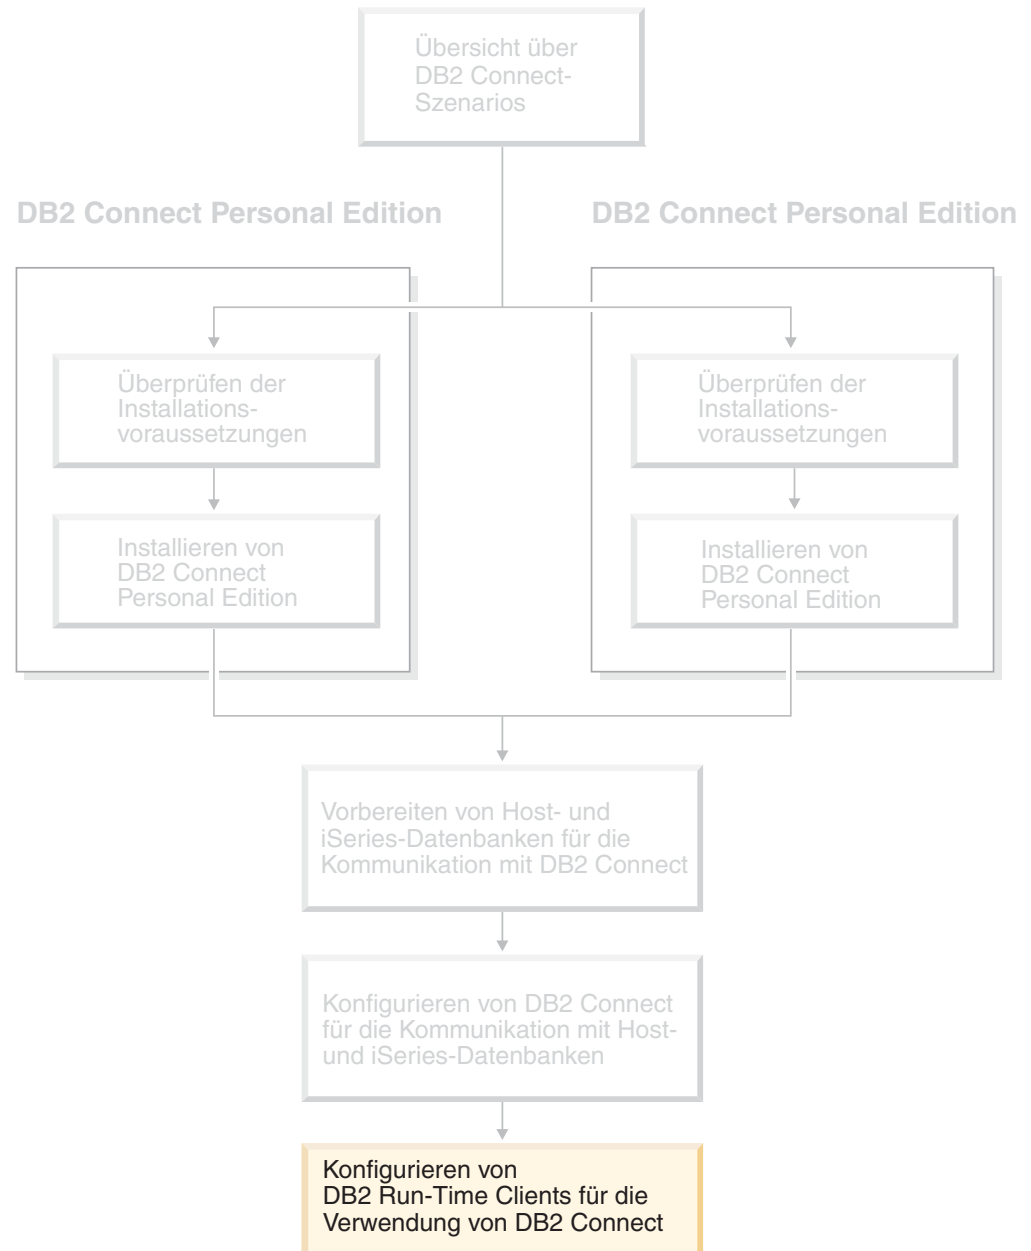 Übersicht über
DB2 Connect-
Szenarios
DB2 Connect Personal Edition
DB2 Connect Personal Edition
Überprüfen der
Installations-
voraussetzungen
Überprüfen der
Installations-
voraussetzungen
Installieren von
DB2 Connect
Personal Edition
Installieren von
DB2 Connect
Personal Edition
Vorbereiten von Host- und
iSeries-Datenbanken für die
Kommunikation mit DB2 Connect
Konfigurieren von DB2 Connect
für die Kommunikation mit Host-
und iSeries-Datenbanken
Konfigurieren von
DB2 Run-Time Clients für die
Verwendung von DB2 Connect